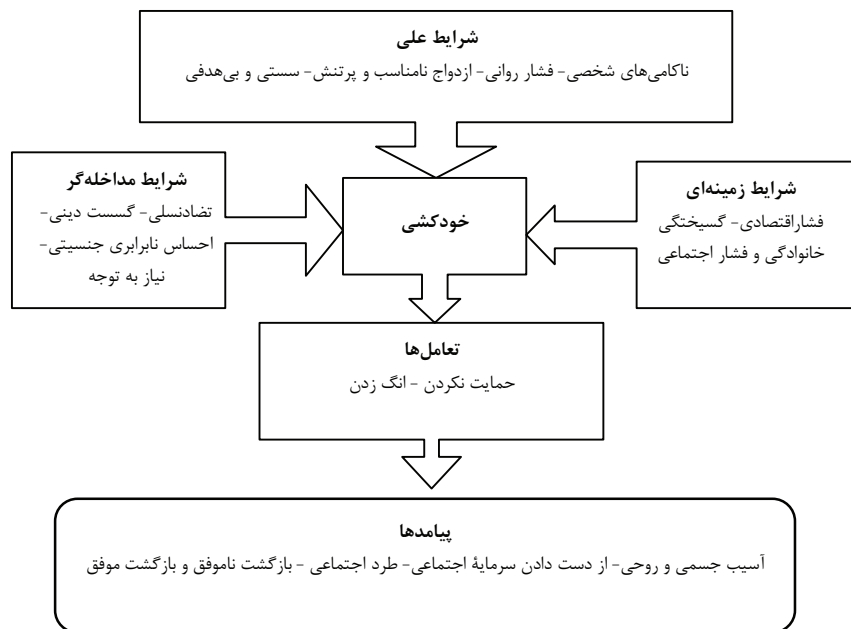 شرایط علی
ناکامی‌های شخصی- فشار روانی- ازدواج نامناسب و پرتنش- سستی و بی‌هدفی
شرایط زمینه‌ای
فشاراقتصادی- گسیختگی
خانوادگی و فشار اجتماعی
خودکشی
شرایط مداخله‌گر
تضادنسلی- گسست دینی-
احساس نابرابری جنسیتی-
نیاز به توجه
تعامل‌ها
حمایت نکردن - انگ زدن
پیامدها
آسیب جسمی و روحی- از دست دادن سرمایۀ اجتماعی- طرد اجتماعی - بازگشت ناموفق و بازگشت موفق